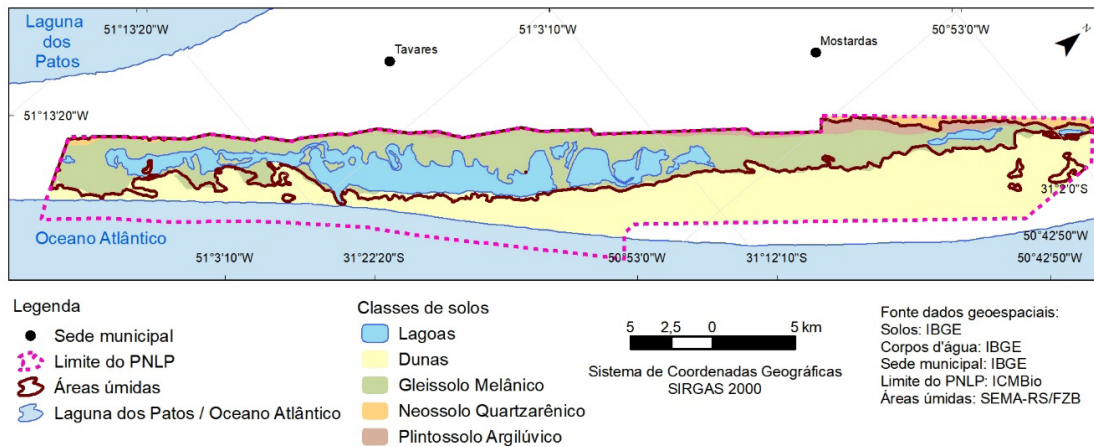 Laguna
dos
Patos
51°13'20"W
51°3'10"W
50°53'0"W
N
Tavares
Mostardas
51°13'20"W
31°2'0"S
Oceano Atlântico
50°42'50"W
51°3'10"W
31°22'20"S
50°53'0"W
31°12'10"S
50°42'50"W
Legenda
Sede municipal
Limite do PNLP
Áreas úmidas
Laguna dos Patos / Oceano Atlântico
Classes de solos
Lagoas
Dunas
Gleissolo Melânico
Neossolo Quartzarênico
Plintossolo Argilúvico
5 2,5 0 5 km
Sistema de Coordenadas Geográficas
SIRGAS 2000
Fonte dados geoespaciais:
Solos: IBGE
Corpos d'água: IBGE
Sede municipal: IBGE
Limite do PNLP: ICMBio
Áreas úmidas: SEMA-RS/FZB